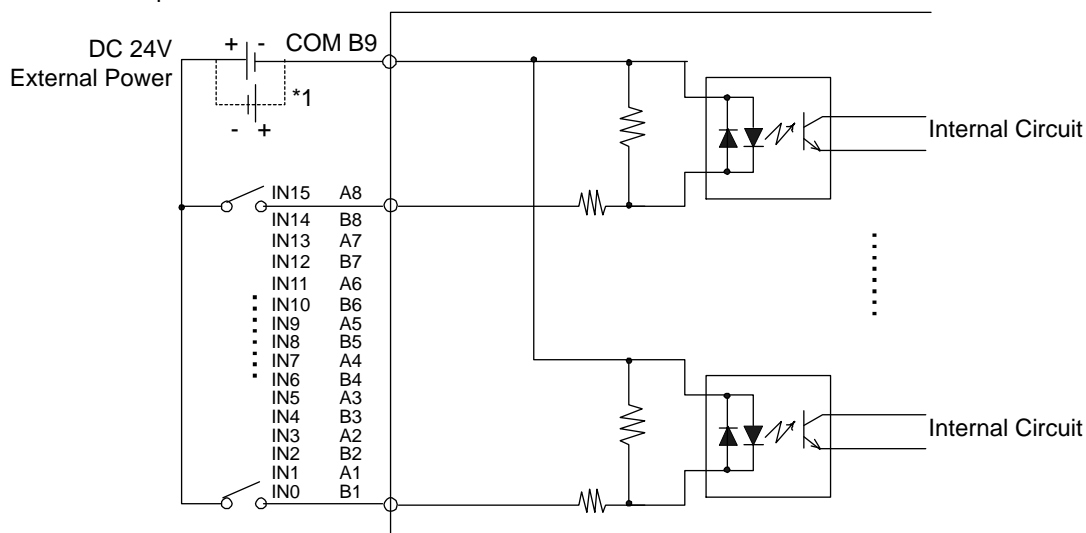 DC 24V
External Power
+ - COM B9
*1
- +
IN15 A8
IN14 B8
IN13 A7
IN12 B7
IN11 A6
IN10 B6
IN9 A5
IN8 B5
IN7 A4
IN6 B4
IN5 A3
IN4 B3
IN3 A2
IN2 B2
IN1 A1
IN0 B1
Internal Circuit
Internal Circuit